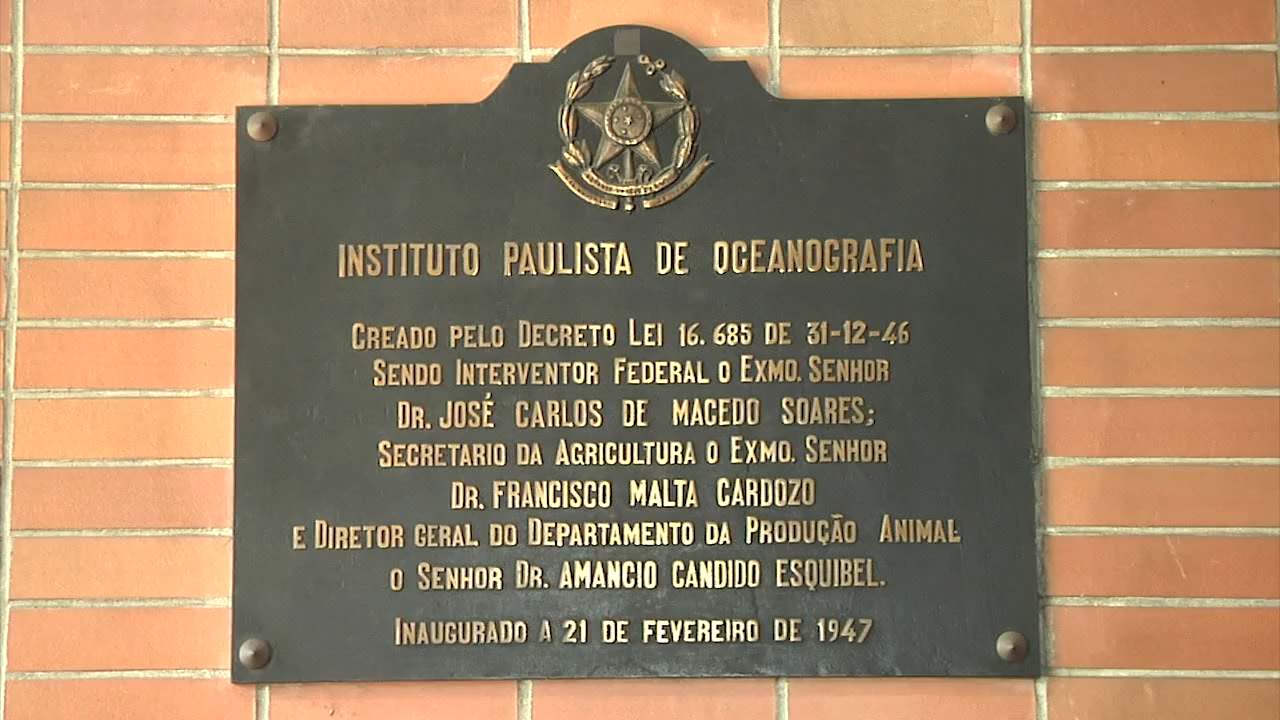 INSTITUTO PAULISTA DE OCEANOGRAFIA
CREADO PELO DECRETO LEI 16.685 DE 31-12-46
SENDO INTERVENTOR FEDERAL O EXMO. SENHOR
DR. JOSÉ CARLOS DE MACEDO SOARES;
SECRETARIO DA AGRICULTURA O EXMO. SENHOR
DR. FRANCISCO MALTA CARDOZO
E DIRETOR GERAL DO DEPARTAMENTO DA PRODUÇÃO ANIMAL
O SENHOR DR. AMANCIO CANDIDO ESQUIBEL.
INAUGURADO A 21 DE FEVEREIRO DE 1947